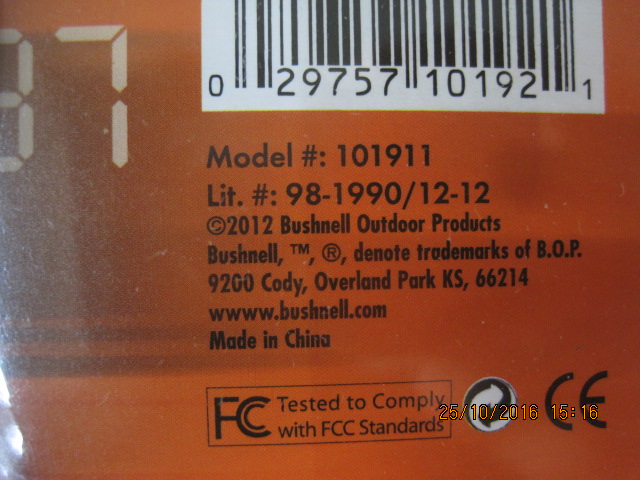 37
0 29757 10192 1
Model #: 101911
Lit. #: 98-1990/12-12
©2012 Bushnell Outdoor Products
Bushnell, ™, ®, denote trademarks of B.O.P.
9200 Cody, Overland Park KS, 66214
www.bushnell.com
Made in China
FC Tested to Comply
with FCC Standards
CE
25/10/2016 15:16